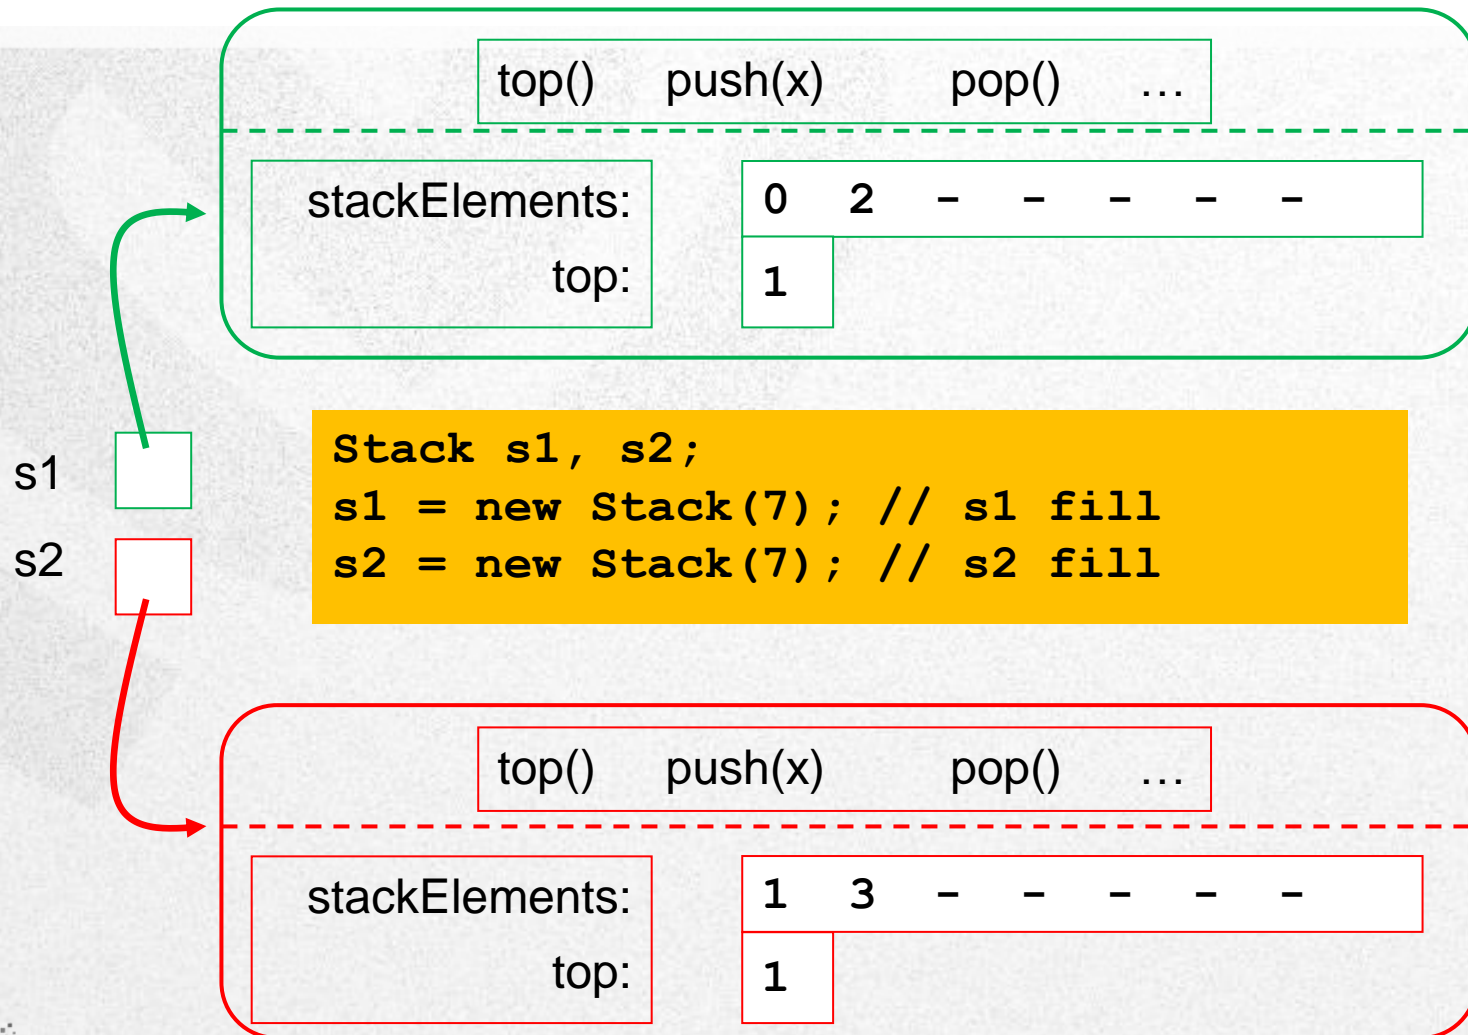 top() push(x) pop() …
stackElements: 0 2 - - - - -
top: 1
s1
s2
Stack s1, s2;
s1 = new Stack(7); // s1 fill
s2 = new Stack(7); // s2 fill
top() push(x) pop() …
stackElements: 1 3 - - - - -
top: 1